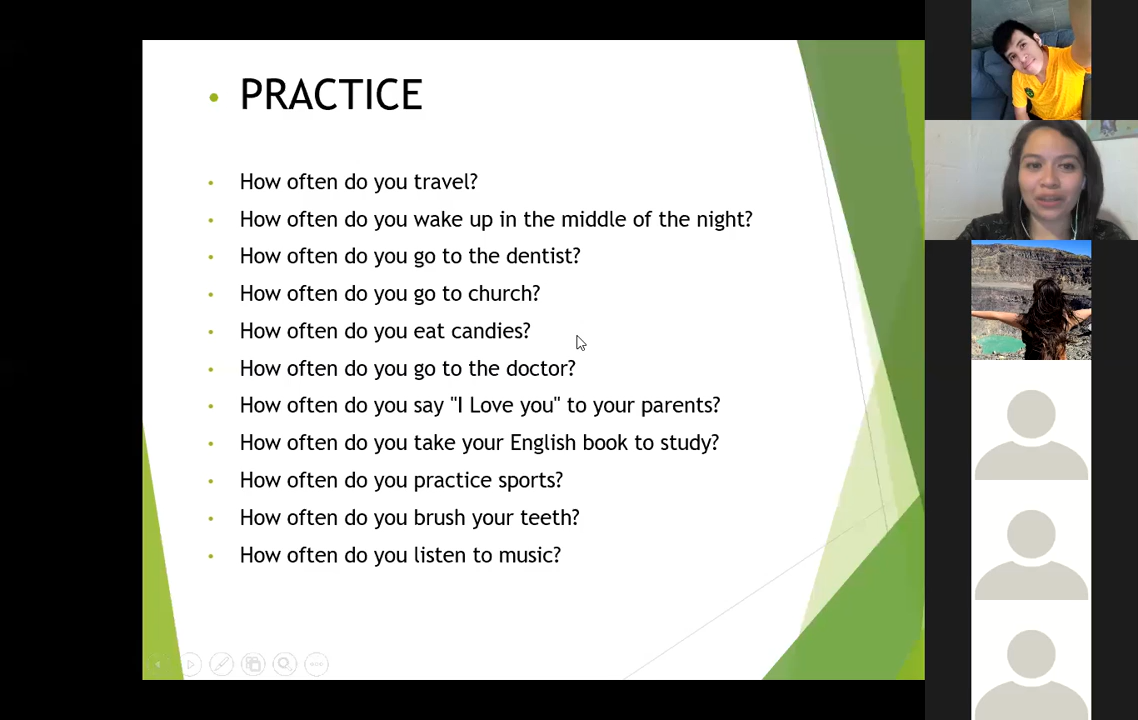 PRACTICE
How often do you travel?
How often do you wake up in the middle of the night?
How often do you go to the dentist?
How often do you go to church?
How often do you eat candies?
How often do you go to the doctor?
How often do you say "I Love you" to your parents?
How often do you take your English book to study?
How often do you practice sports?
How often do you brush your teeth?
How often do you listen to music?